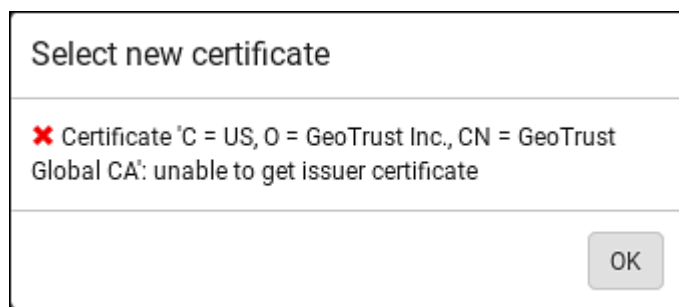 Select new certificate
✖ Certificate 'C = US, O = GeoTrust Inc., CN = GeoTrust
Global CA': unable to get issuer certificate
OK